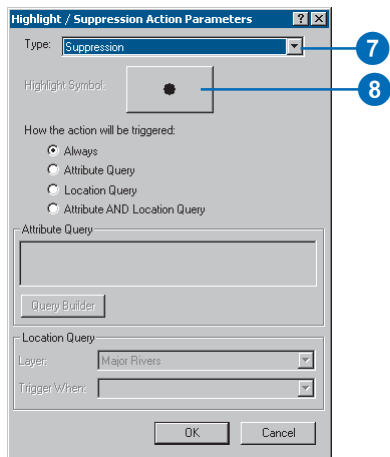 Highlight / Suppression Action Parameters
Type: Suppression
7
Highlight Symbol:
8
How the action will be triggered:
Always
Attribute Query
Location Query
Attribute AND Location Query
Attribute Query
Query Builder
Location Query
Layer: Major Rivers
Trigger When:
OK Cancel